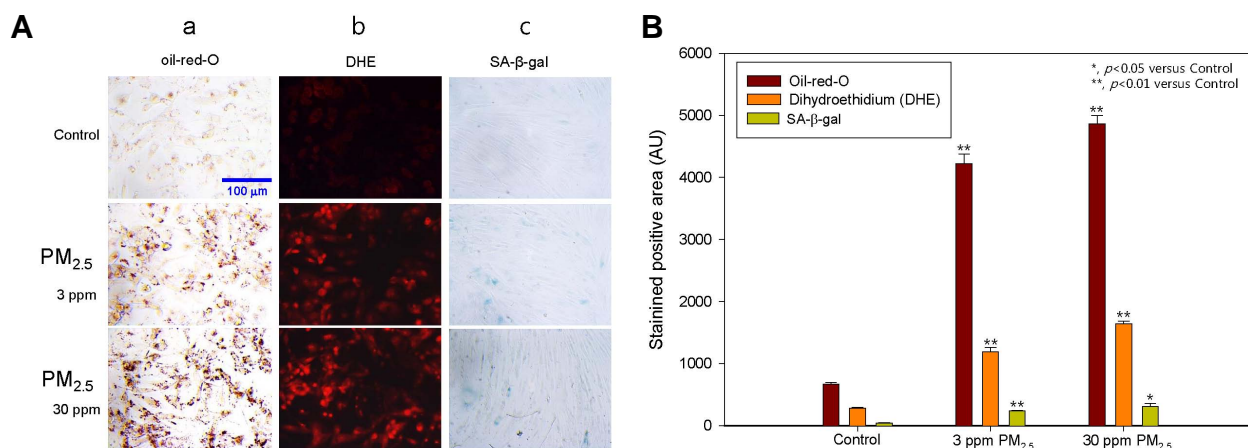 A
a
b
c
oil-red-O
DHE
SA-β-gal
Control
100 µm
PM2.5
3 ppm
PM2.5
30 ppm
B
Stainined positive area (AU)
6000
5000
4000
3000
2000
1000
0
Oil-red-O
Dihydroethidium (DHE)
SA-β-gal
*, p<0.05 versus Control
**, p<0.01 versus Control
**
**
**
**
**
*
Control
3 ppm PM2.5
30 ppm PM2.5